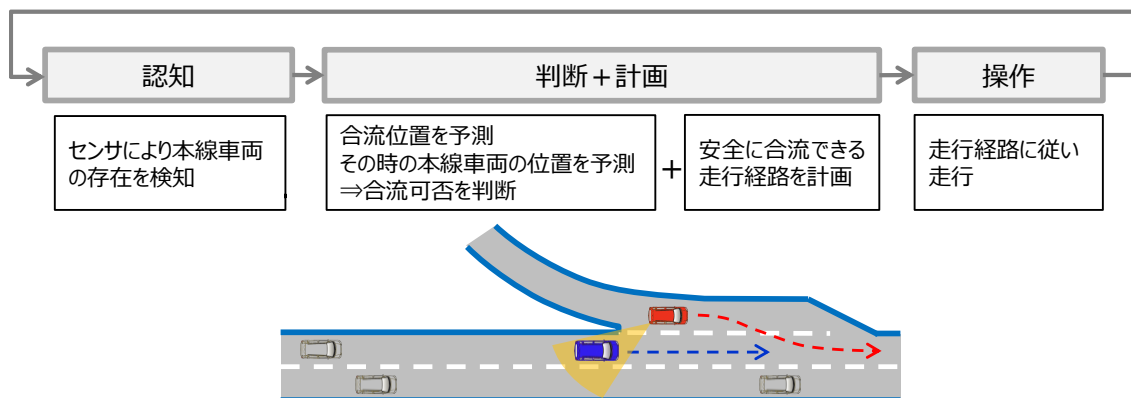 認知
判断＋計画
操作
センサにより本線車両
の存在を検知
合流位置を予測
その時の本線車両の位置を予測
⇒合流可否を判断
＋
安全に合流できる
走行経路を計画
走行経路に従い
走行